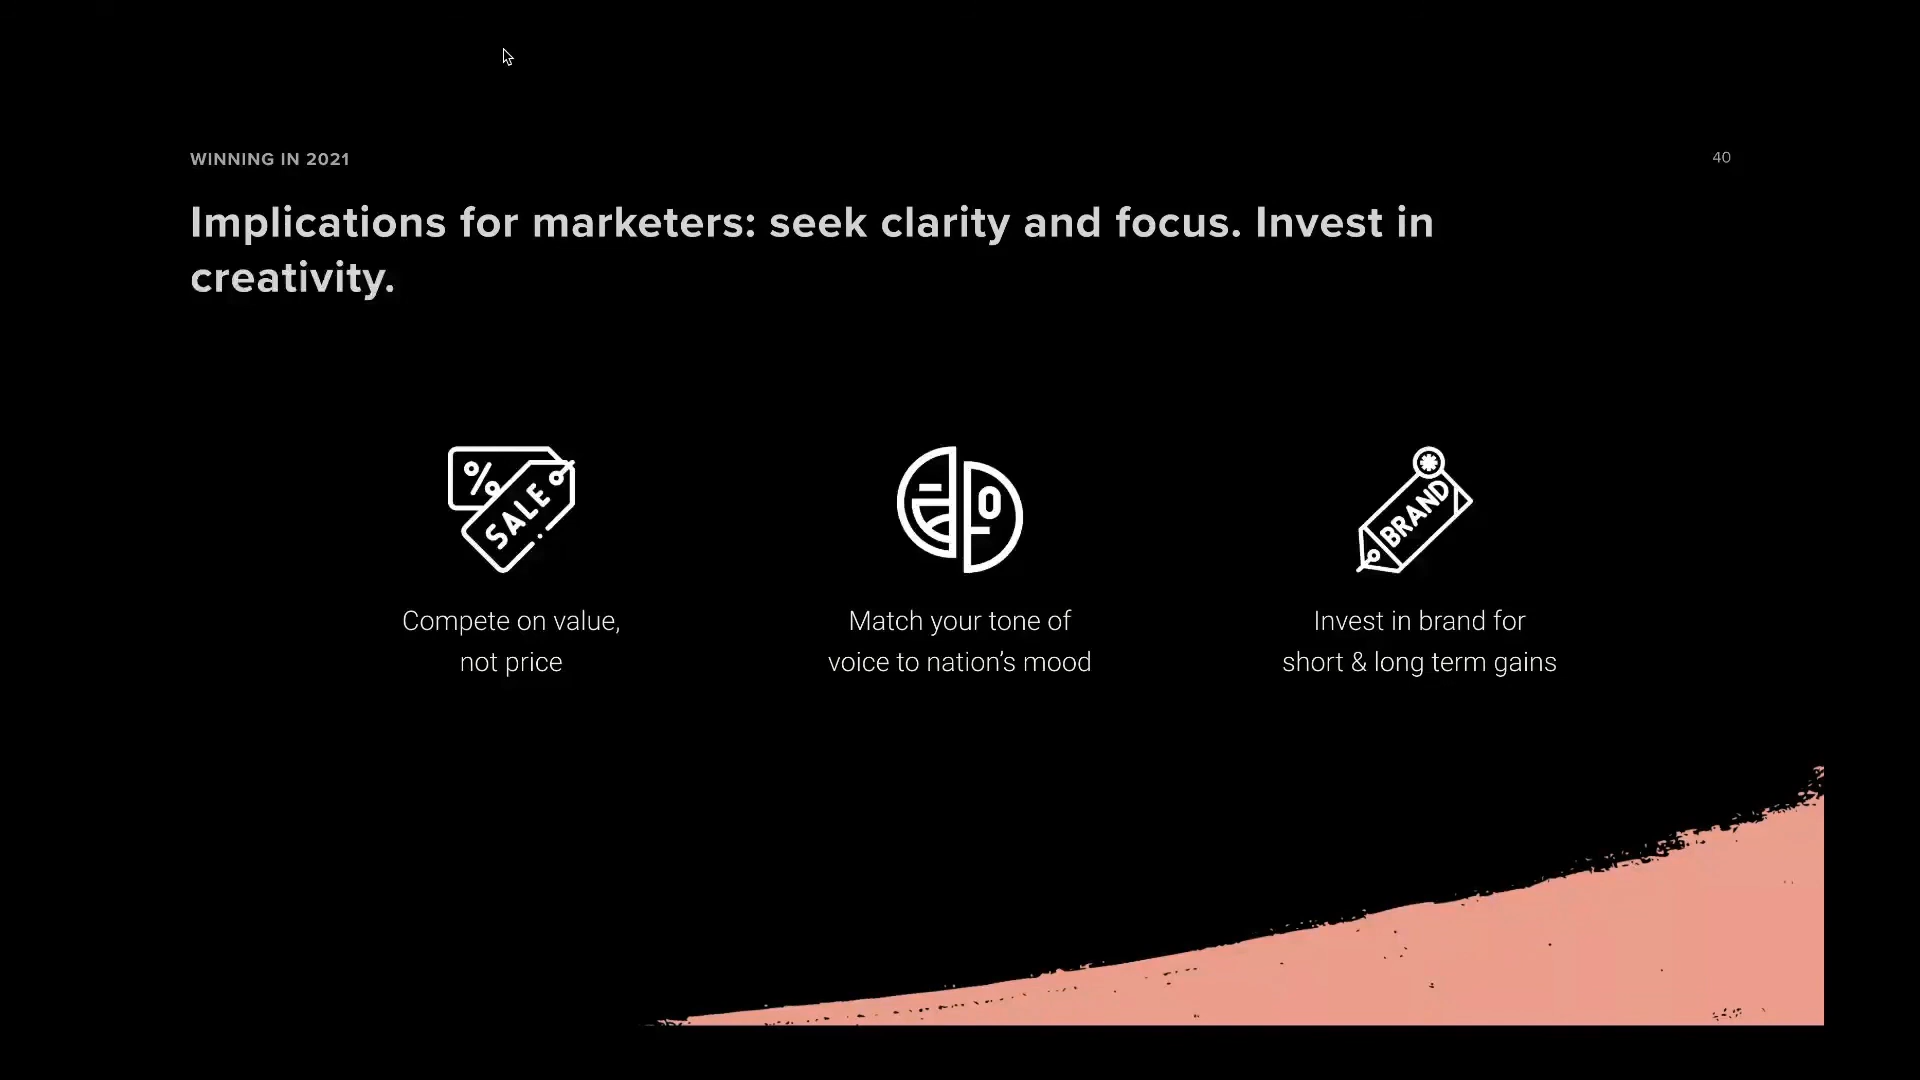 WINNING IN 2021
40
Implications for marketers: seek clarity and focus. Invest in
creativity.
%
SALE
BRAND
Compete on value,
not price
Match your tone of
voice to nation’s mood
Invest in brand for
short & long term gains